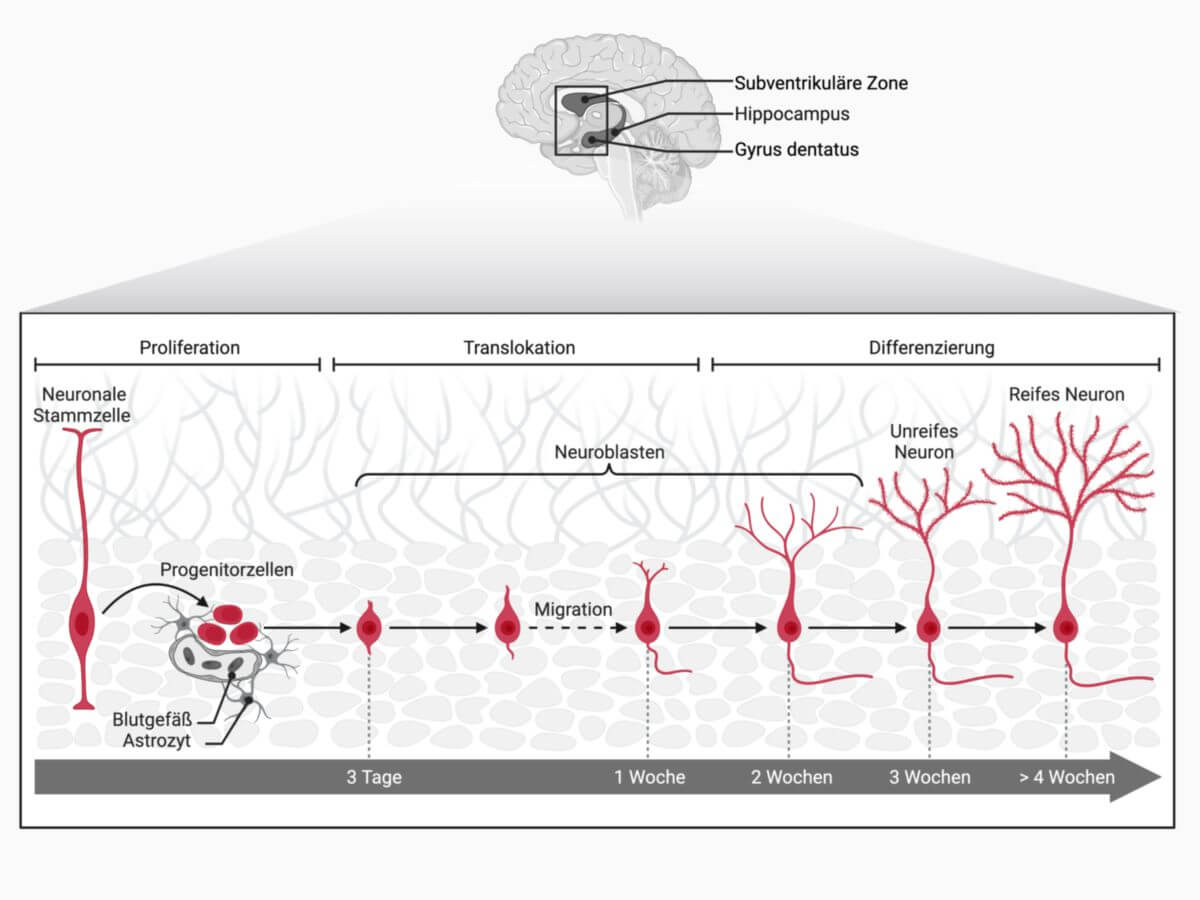 Subventrikuläre Zone
Hippocampus
Gyrus dentatus
Proliferation
Translokation
Differenzierung
Neuronale
Stammzelle
Reifes Neuron
Unreifes
Neuron
Neuroblasten
Progenitorzellen
Migration
Blutgefäß
Astrozyt
3 Tage
1 Woche
2 Wochen
3 Wochen
> 4 Wochen